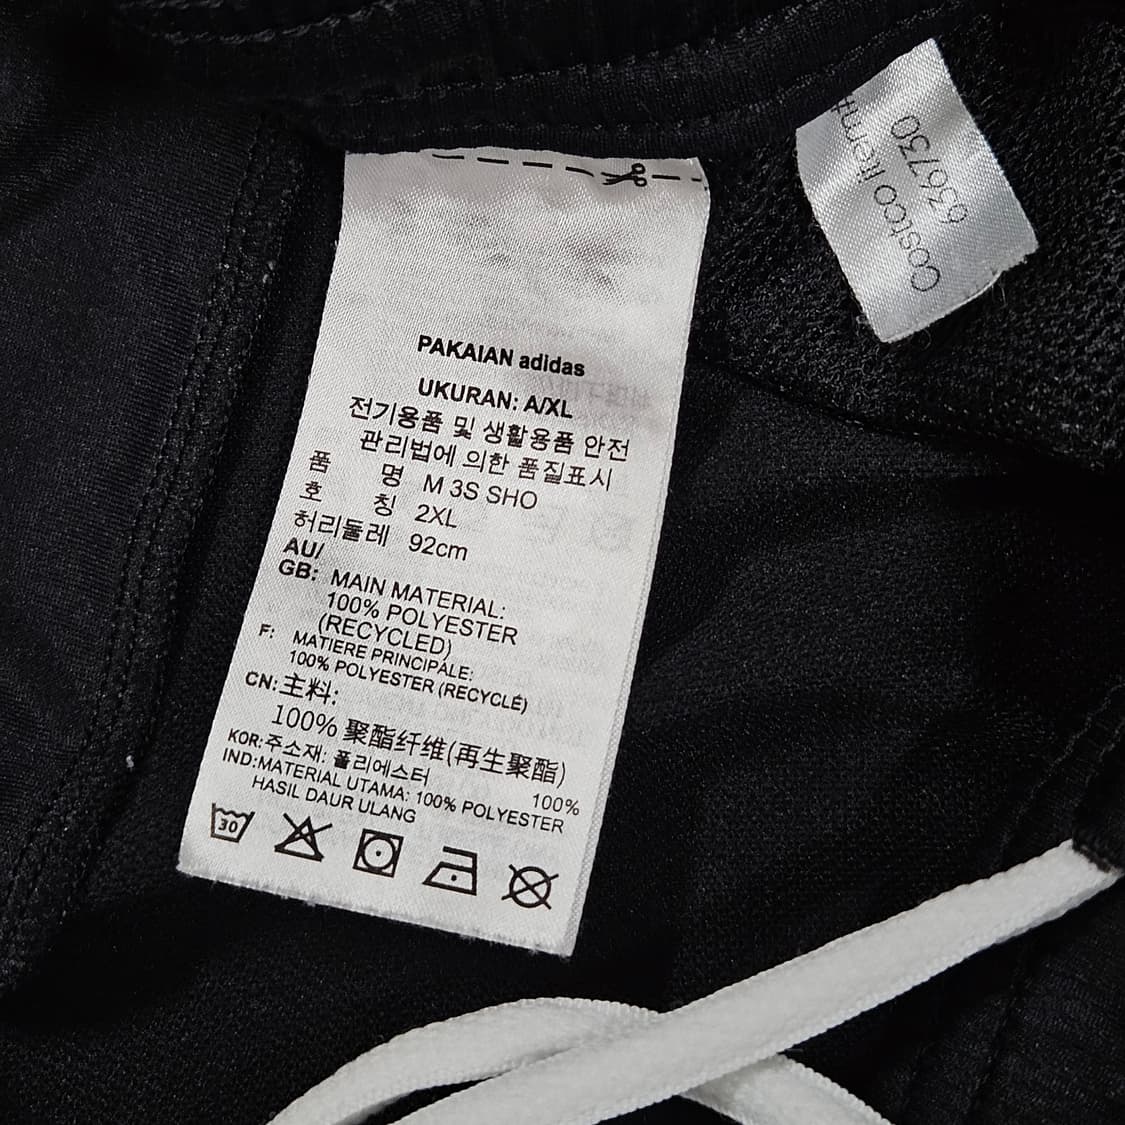 PAKAIAN adidas
UKURAN: A/XL
전기용품 및 생활용품 안전
관리법에 의한 품질표시
품 명 M 3S SHO
호 칭 2XL
허리둘레 92cm
AU/
GB: MAIN MATERIAL:
100% POLYESTER
(RECYCLED)
F: MATIERE PRINCIPALE:
100% POLYESTER (RECYCLÉ)
CN: 主料:
100% 聚酯纤维(再生聚酯)
KOR: 주소재: 폴리에스터 100%
IND: MATERIAL UTAMA: 100% POLYESTER
HASIL DAUR ULANG
30
Costco Item#
636730